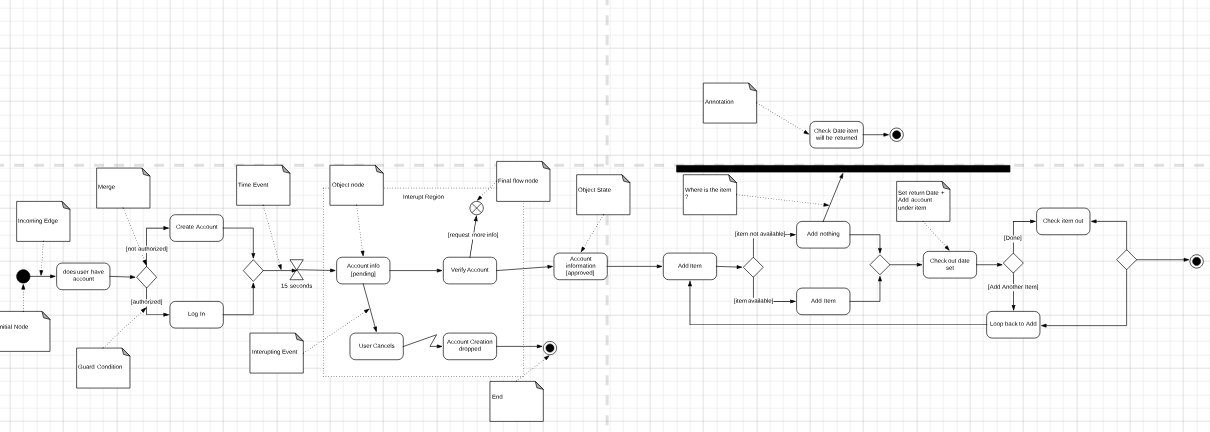 Annotation
Check Date item
will be returned
Merge
Time Event
Object node
Interupt Region
Final flow node
Object State
Where is the item
?
Set return Date +
Add account
under item
Incoming Edge
Create Account
Check item out
[not authorized]
[request more info]
[item not available]
Add nothing
[Done]
does user have
account
Account info
[pending]
Verify Account
Account
information
[approved]
Add Item
Check out date
set
15 seconds
[authorized]
[item available]
Add Item
[Add Another Item]
Log In
nitial Node
Loop back to Add
Interupting Event
User Cancels
Account Creation
dropped
Guard Condition
End